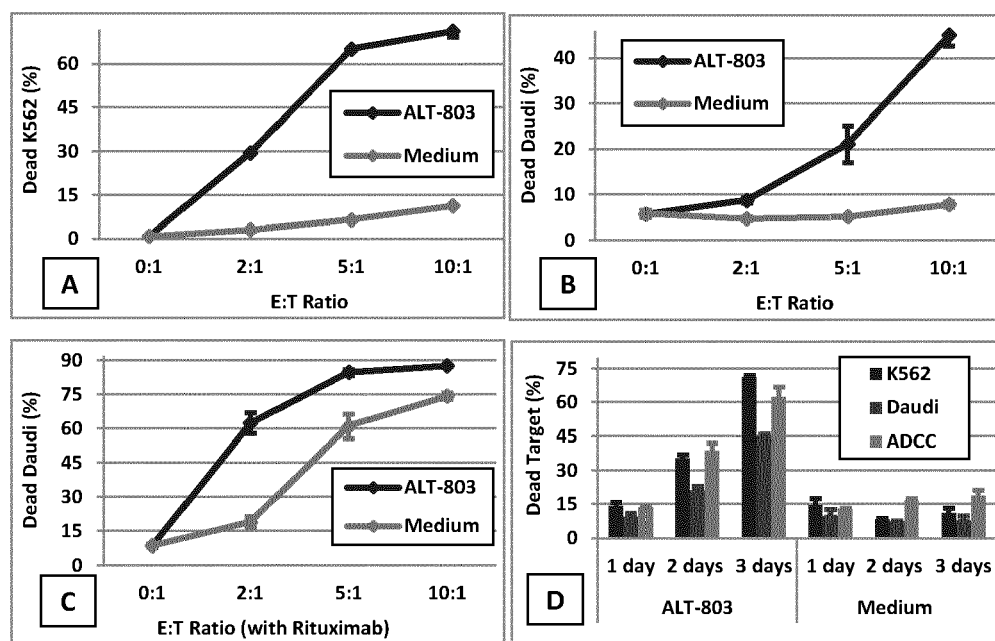 Dead K562 (%)
60
45
30
15
0
ALT-803
Medium
0:1 2:1 5:1 10:1
E:T Ratio
A
Dead Daudi (%)
40
30
20
10
0
ALT-803
Medium
0:1 2:1 5:1 10:1
E:T Ratio
B
Dead Daudi (%)
90
75
60
45
30
15
0
ALT-803
Medium
0:1 2:1 5:1 10:1
E:T Ratio (with Rituximab)
C
Dead Target (%)
75
60
45
30
15
0
K562
Daudi
ADCC
1 day 2 days 3 days 1 day 2 days 3 days
ALT-803 Medium
D